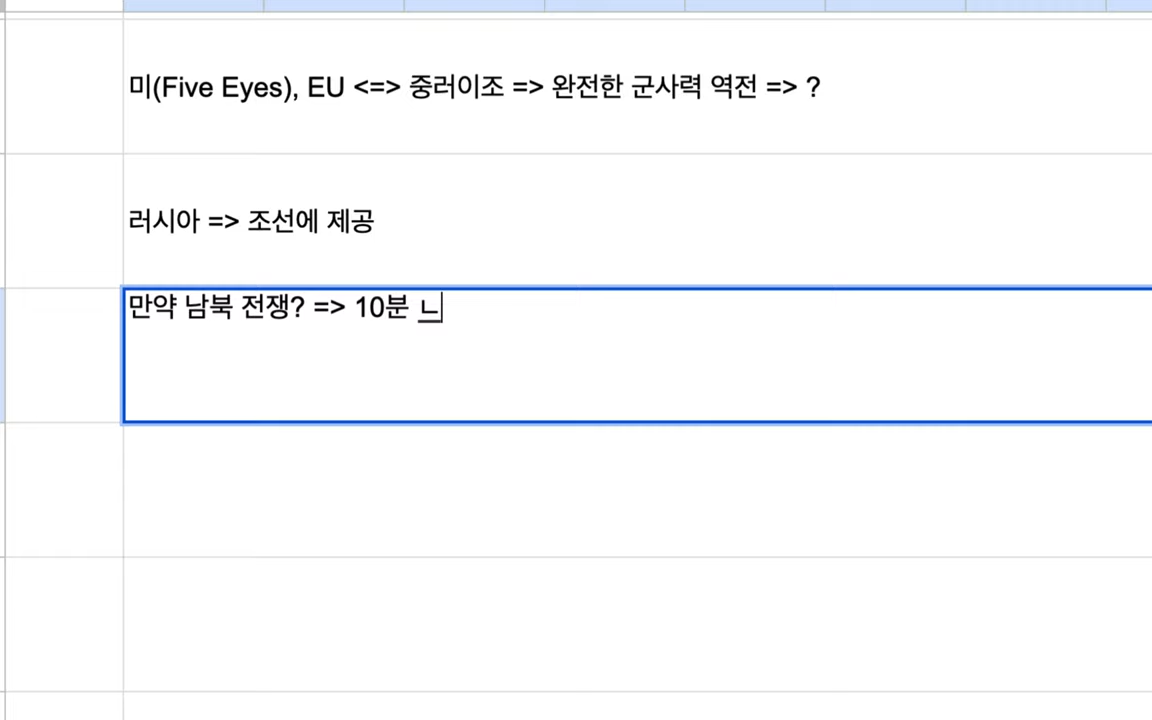 미(Five Eyes), EU <=> 중러이조 => 완전한 군사력 역전 => ?
러시아 => 조선에 제공
만약 남북 전쟁? => 10분 ㄴ